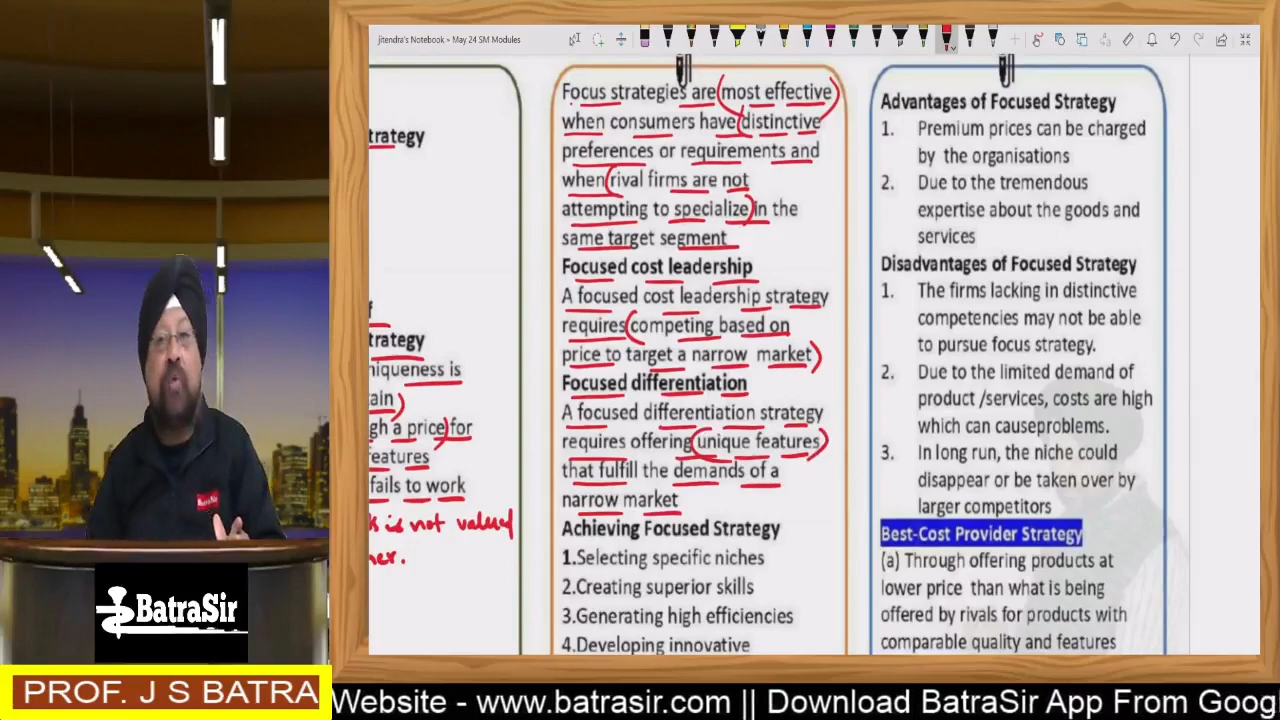 jitendra's Notebook » May 24 SM Modules
trategy
f
trategy
niqueness is
ain)
gh a price) for
features
fails to work
is not valued
Focus strategies are (most effective)
when consumers have (distinctive
preferences or requirements and
when (rival firms are not
attempting to specialize) in the
same target segment
Focused cost leadership
A focused cost leadership strategy
requires (competing based on
price to target a narrow market)
Focused differentiation
A focused differentiation strategy
requires offering (unique features)
that fulfill the demands of a
narrow market
Achieving Focused Strategy
1.Selecting specific niches
2.Creating superior skills
3.Generating high efficiencies
4.Developing innovative
Advantages of Focused Strategy
1. Premium prices can be charged
by the organisations
2. Due to the tremendous
expertise about the goods and
services
Disadvantages of Focused Strategy
1. The firms lacking in distinctive
competencies may not be able
to pursue focus strategy.
2. Due to the limited demand of
product /services, costs are high
which can causeproblems.
3. In long run, the niche could
disappear or be taken over by
larger competitors
Best-Cost Provider Strategy
(a) Through offering products at
lower price than what is being
offered by rivals for products with
comparable quality and features
BatraSir
BatraSir
PROF. J S BATRA
Website - www.batrasir.com || Download BatraSir App From Goog